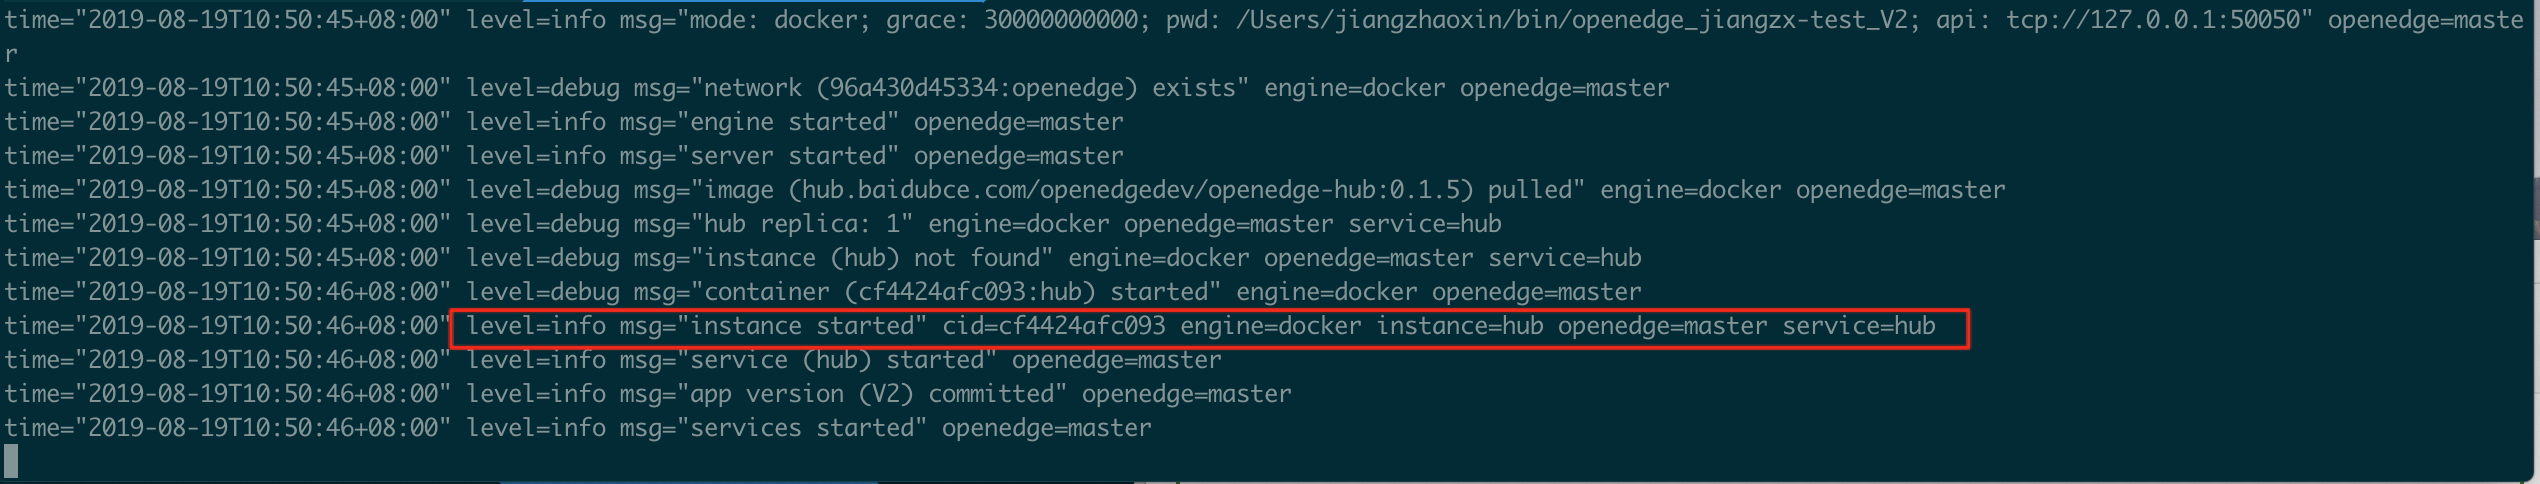 time="2019-08-19T10:50:45+08:00" level=info msg="mode: docker; grace: 30000000000; pwd: /Users/jiangzhaoxin/bin/openedge_jiangzx-test_V2; api: tcp://127.0.0.1:50050" openedge=maste
r
time="2019-08-19T10:50:45+08:00" level=debug msg="network (96a430d45334:openedge) exists" engine=docker openedge=master
time="2019-08-19T10:50:45+08:00" level=info msg="engine started" openedge=master
time="2019-08-19T10:50:45+08:00" level=info msg="server started" openedge=master
time="2019-08-19T10:50:45+08:00" level=debug msg="image (hub.baidubce.com/openedgedev/openedge-hub:0.1.5) pulled" engine=docker openedge=master
time="2019-08-19T10:50:45+08:00" level=debug msg="hub replica: 1" engine=docker openedge=master service=hub
time="2019-08-19T10:50:45+08:00" level=debug msg="instance (hub) not found" engine=docker openedge=master service=hub
time="2019-08-19T10:50:46+08:00" level=debug msg="container (cf4424afc093:hub) started" engine=docker openedge=master
time="2019-08-19T10:50:46+08:00" level=info msg="instance started" cid=cf4424afc093 engine=docker instance=hub openedge=master service=hub
time="2019-08-19T10:50:46+08:00" level=info msg="service (hub) started" openedge=master
time="2019-08-19T10:50:46+08:00" level=info msg="app version (V2) committed" openedge=master
time="2019-08-19T10:50:46+08:00" level=info msg="services started" openedge=master